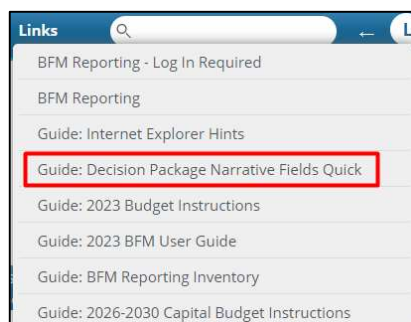 Links ← L
BFM Reporting - Log In Required
BFM Reporting
Guide: Internet Explorer Hints
Guide: Decision Package Narrative Fields Quick
Guide: 2023 Budget Instructions
Guide: 2023 BFM User Guide
Guide: BFM Reporting Inventory
Guide: 2026-2030 Capital Budget Instructions